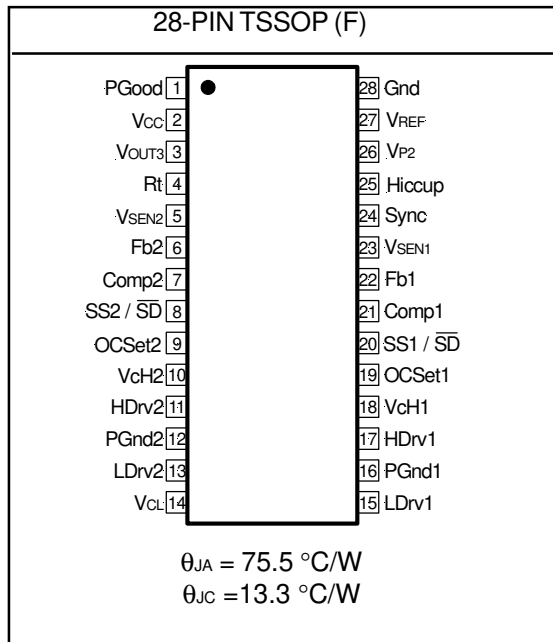 28-PIN TSSOP (F)
PGood 1
28 Gnd
Vcc 2
27 VREF
VOUT3 3
26 VP2
Rt 4
25 Hiccup
VSEN2 5
24 Sync
Fb2 6
23 VSEN1
Comp2 7
22 Fb1
SS2 / S̅D̅ 8
21 Comp1
OCSet2 9
20 SS1 / S̅D̅
VcH2 10
19 OCSet1
HDrv2 11
18 VcH1
PGnd2 12
17 HDrv1
LDrv2 13
16 PGnd1
VCL 14
15 LDrv1
θJA = 75.5 °C/W
θJC =13.3 °C/W